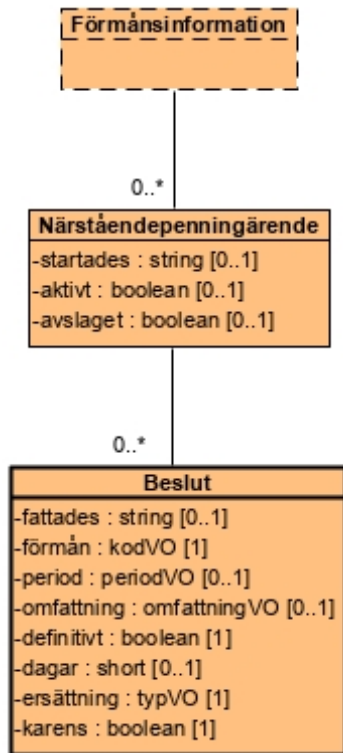 Förmånsinformation
0..*
Närståendepenningärende
-startades : string [0..1]
-aktivt : boolean [0..1]
-avslaget : boolean [0..1]
0..*
Beslut
-fattades : string [0..1]
-förmån : kodVO [1]
-period : periodVO [0..1]
-omfattning : omfattningVO [0..1]
-definitivt : boolean [1]
-dagar : short [0..1]
-ersättning : typVO [1]
-karens : boolean [1]